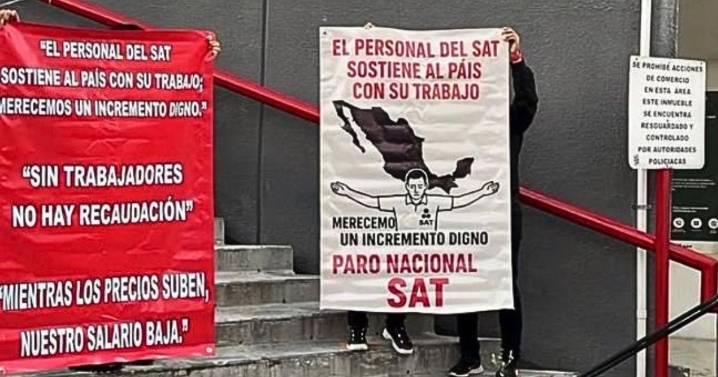 "EL PERSONAL DEL SAT
SOSTIENE AL PAÍS CON SU TRABAJO;
MERECEMOS UN INCREMENTO DIGNO."
"SIN TRABAJADORES
NO HAY RECAUDACIÓN"
"MIENTRAS LOS PRECIOS SUBEN,
NUESTRO SALARIO BAJA."
EL PERSONAL DEL SAT
SOSTIENE AL PAÍS
CON SU TRABAJO
SAT
MERECEMO
UN INCREMENTO DIGNO
PARO NACIONAL
SAT
SE PROHIBE ACCIONES
DE COMERCIO
EN ESTA ÁREA
ESTE INMUEBLE
SE ENCUENTRA
RESGUARDADO Y
CONTROLADO
POR AUTORIDADES
POLICIACAS